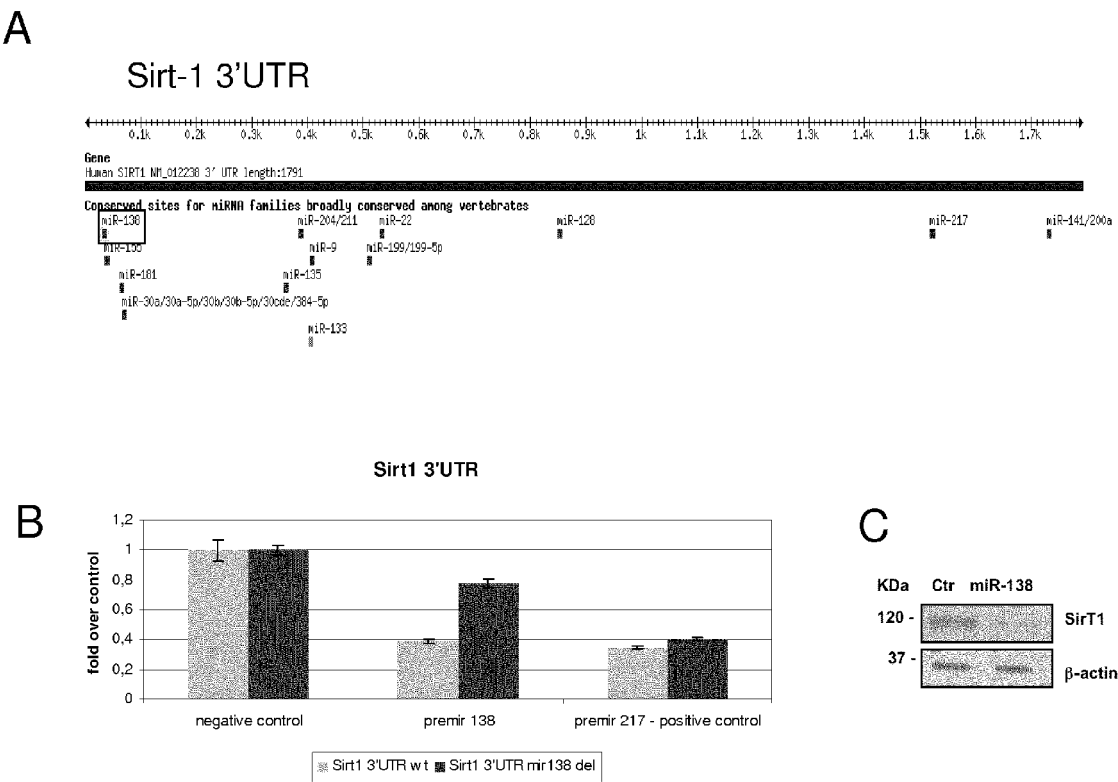 A
Sirt-1 3'UTR
0.1k 0.2k 0.3k 0.4k 0.5k 0.6k 0.7k 0.8k 0.9k 1k 1.1k 1.2k 1.3k 1.4k 1.5k 1.6k 1.7k
Gene
Human SIRT1 NM_012238 3' UTR length:1791
Conserved sites for miRNA families broadly conserved among vertebrates
miR-138 miR-204/211 miR-22 miR-128 miR-217 miR-141/200a
miR-155 miR-9 miR-199/199-5p
miR-181 miR-135
miR-30a/30a-5p/30b/30b-5p/30cde/384-5p
miR-133
B
Sirt1 3'UTR
fold over control
1,2
1
0,8
0,6
0,4
0,2
0
negative control premir 138 premir 217 - positive control
Sirt1 3'UTR wt Sirt1 3'UTR mir138 del
C
KDa Ctr miR-138
120 - SirT1
37 - β-actin